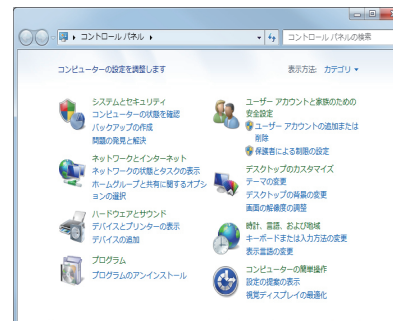 コントロール パネル
コントロール パネルの検索
コンピューターの設定を調整します
表示方法: カテゴリ
システムとセキュリティ
コンピューターの状態を確認
バックアップの作成
問題の発見と解決
ネットワークとインターネット
ネットワークの状態とタスクの表示
ホームグループと共有に関するオプシ
ョンの選択
ハードウェアとサウンド
デバイスとプリンターの表示
デバイスの追加
プログラム
プログラムのアンインストール
ユーザー アカウントと家族のための
安全設定
ユーザー アカウントの追加または
削除
保護者による制限の設定
デスクトップのカスタマイズ
テーマの変更
デスクトップの背景の変更
画面の解像度の調整
時計、言語、および地域
キーボードまたは入力方法の変更
表示言語の変更
コンピューターの簡単操作
設定の提案の表示
視覚ディスプレイの最適化